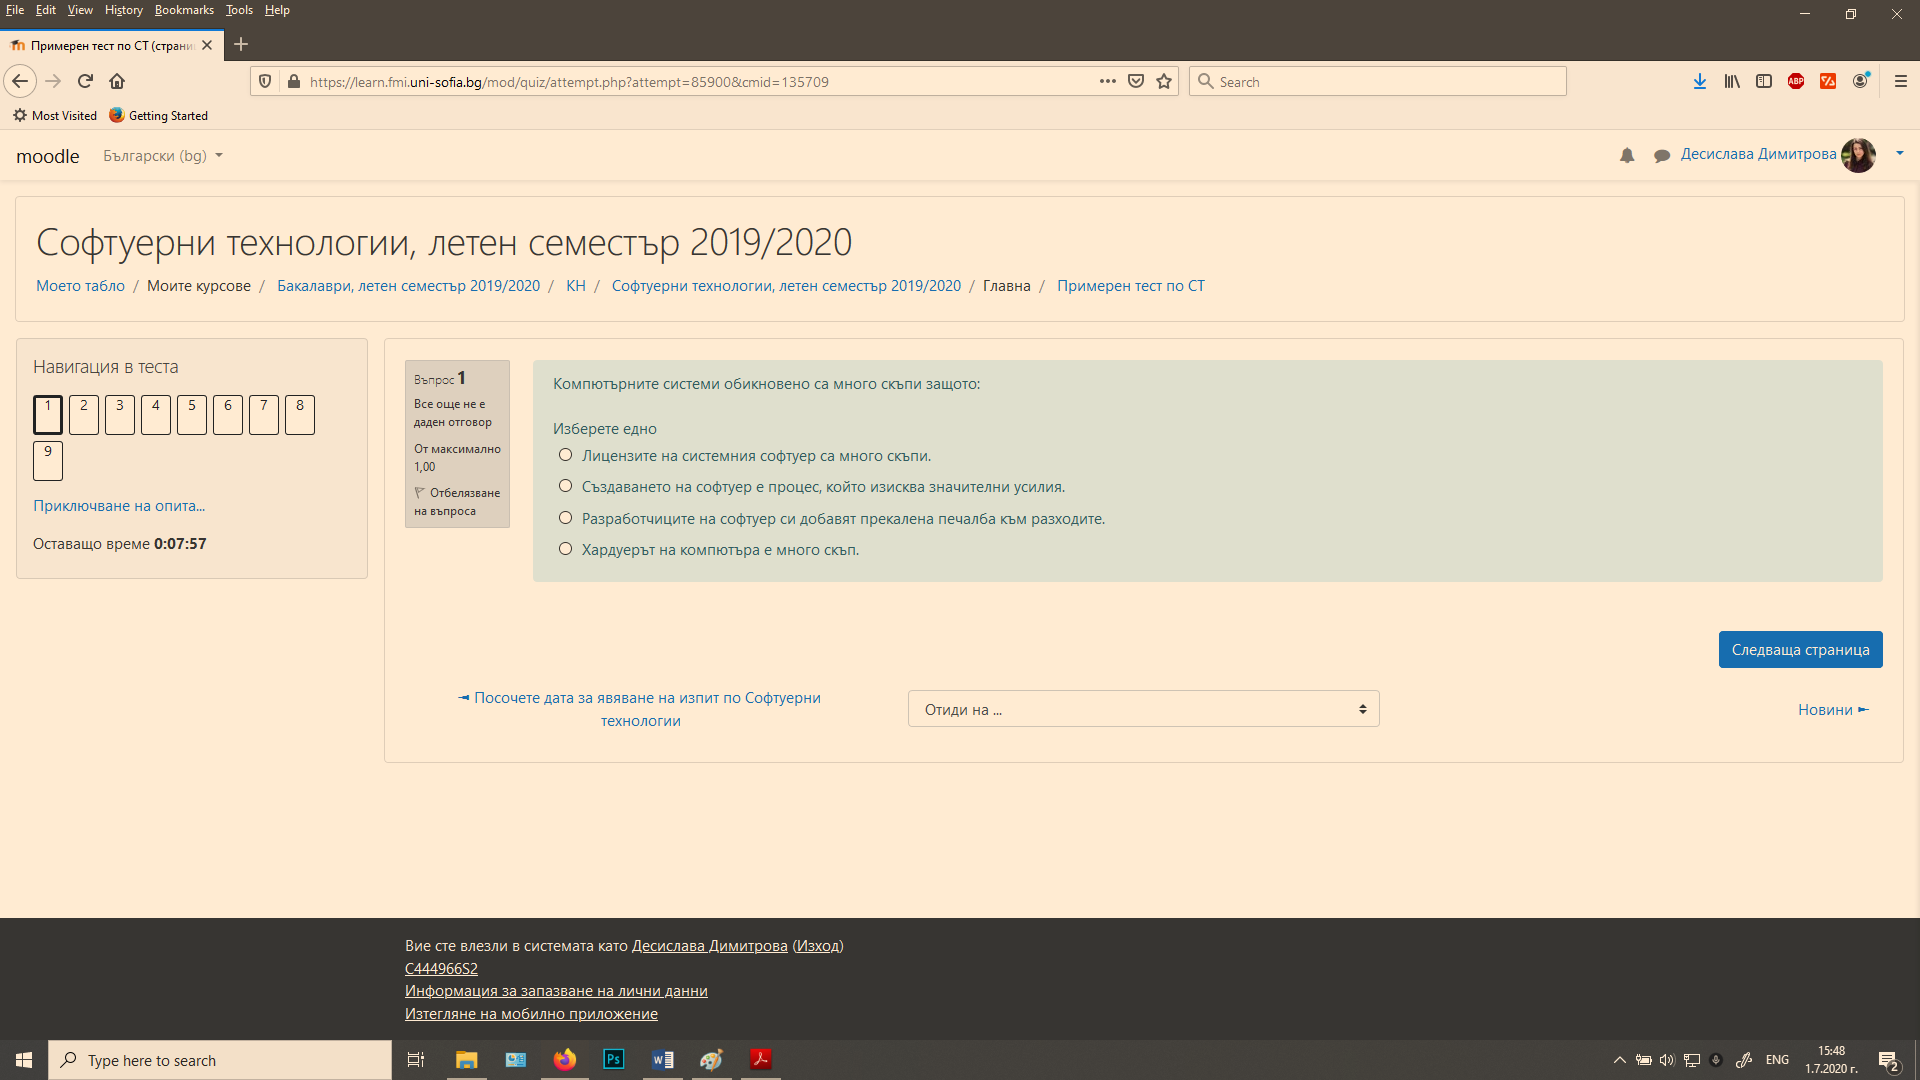 File Edit View History Bookmarks Tools Help
Примерен тест по СТ (страни
https://learn.fmi.uni-sofia.bg/mod/quiz/attempt.php?attempt=85900&cmid=135709
Search
ABP
Most Visited Getting Started
moodle Български (bg)
Десислава Димитрова
Софтуерни технологии, летен семестър 2019/2020
Моето табло / Моите курсове / Бакалаври, летен семестър 2019/2020 / КН / Софтуерни технологии, летен семестър 2019/2020 / Главна / Примерен тест по СТ
Навигация в теста
1 2 3 4 5 6 7 8
9
Приключване на опита...
Оставащо време 0:07:57
Въпрос 1
Все още не е
даден отговор
От максимално
1,00
Отбелязване
на въпроса
Компютърните системи обикновено са много скъпи защото:
Изберете едно
Лицензите на системния софтуер са много скъпи.
Създаването на софтуер е процес, който изисква значителни усилия.
Разработчиците на софтуер си добавят прекалена печалба към разходите.
Хардуерът на компютъра е много скъп.
Следваща страница
◄ Посочете дата за явяване на изпит по Софтуерни
технологии
Отиди на ...
Новини ►
Вие сте влезли в системата като Десислава Димитрова (Изход)
C444966S2
Информация за запазване на лични данни
Изтегляне на мобилно приложение
Type here to search
Ps
ENG
15:48
1.7.2020 г.
2